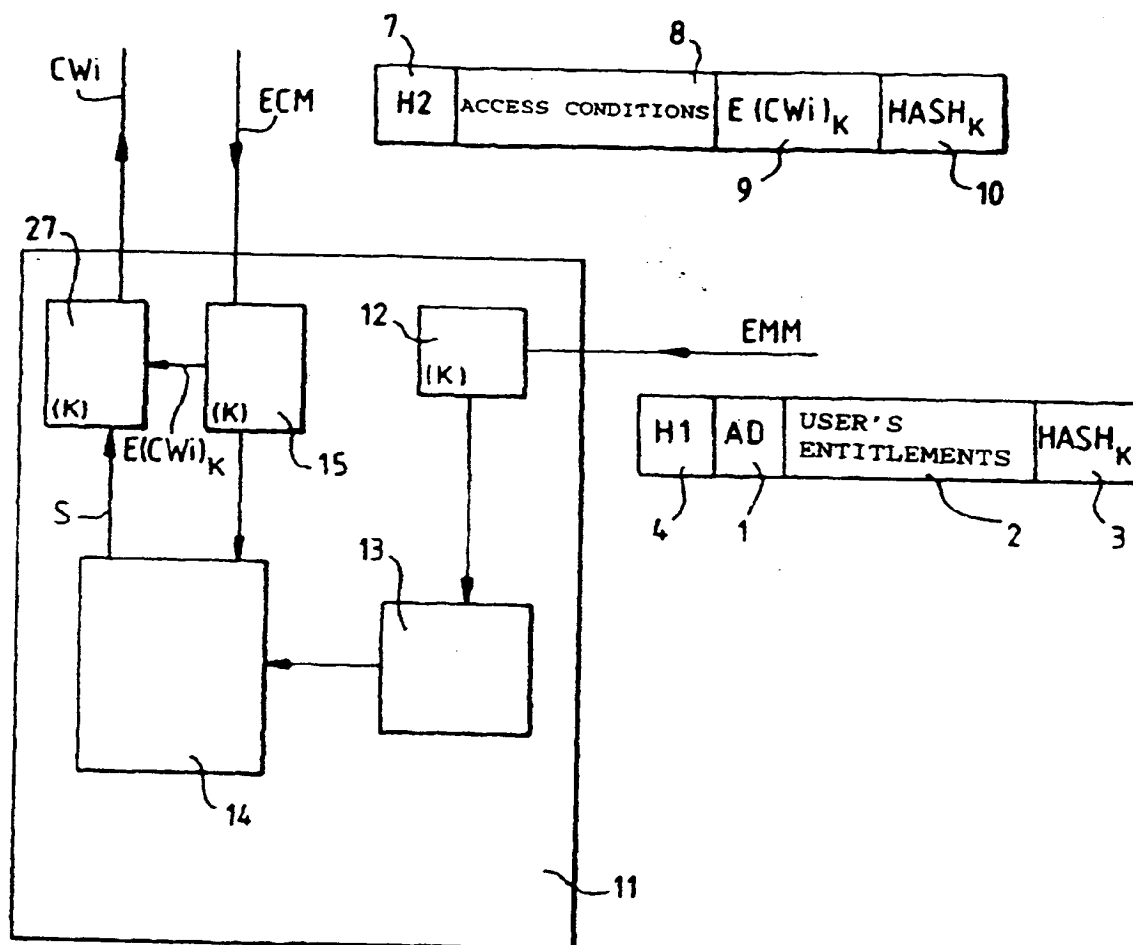 7
8
CWi
ECM
H2 ACCESS CONDITIONS E(CWi)K HASHK
9
10
27
12
EMM
(K)
(K)
(K)
E(CWi)K
15
H1 AD USER'S ENTITLEMENTS HASHK
4
1
2
3
S
13
14
11